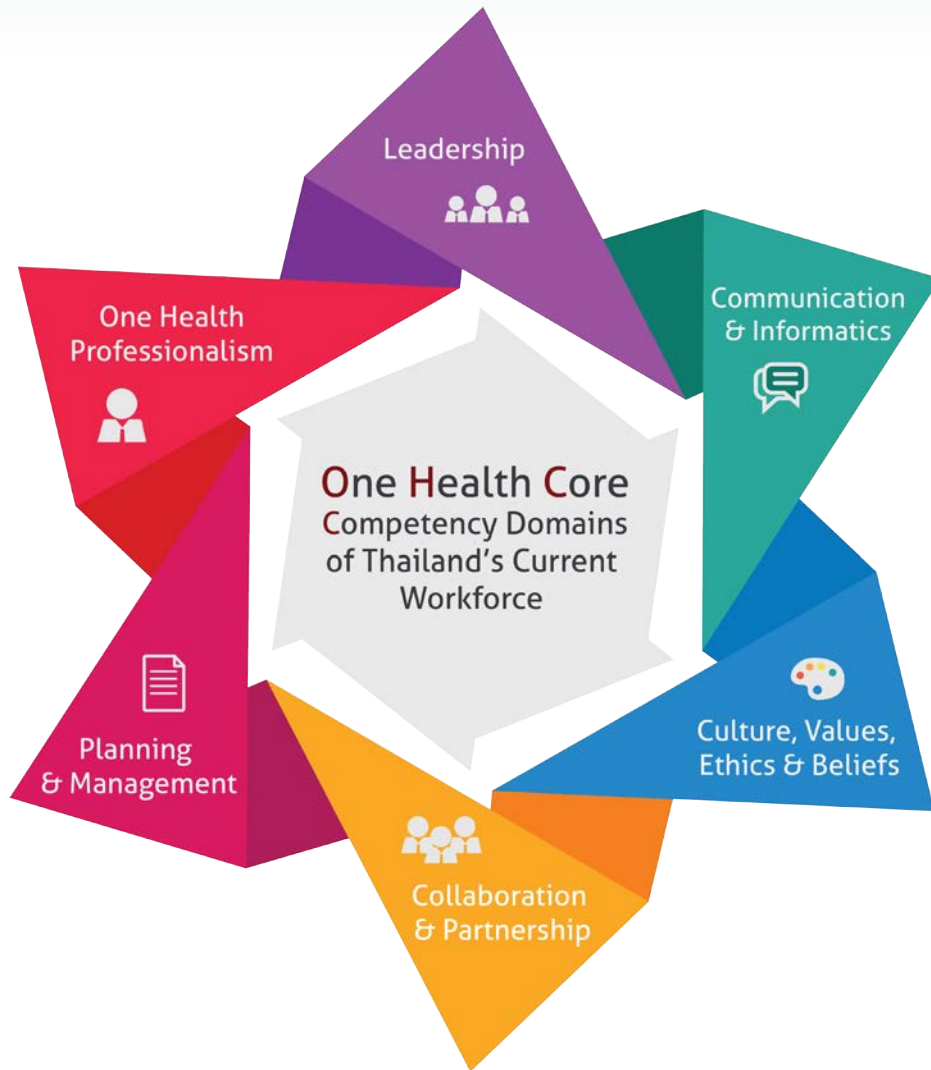 Leadership
Communication
& Informatics
One Health
Professionalism
One Health Core
Competency Domains
of Thailand's Current
Workforce
Culture, Values,
Ethics & Beliefs
Planning
& Management
Collaboration
& Partnership